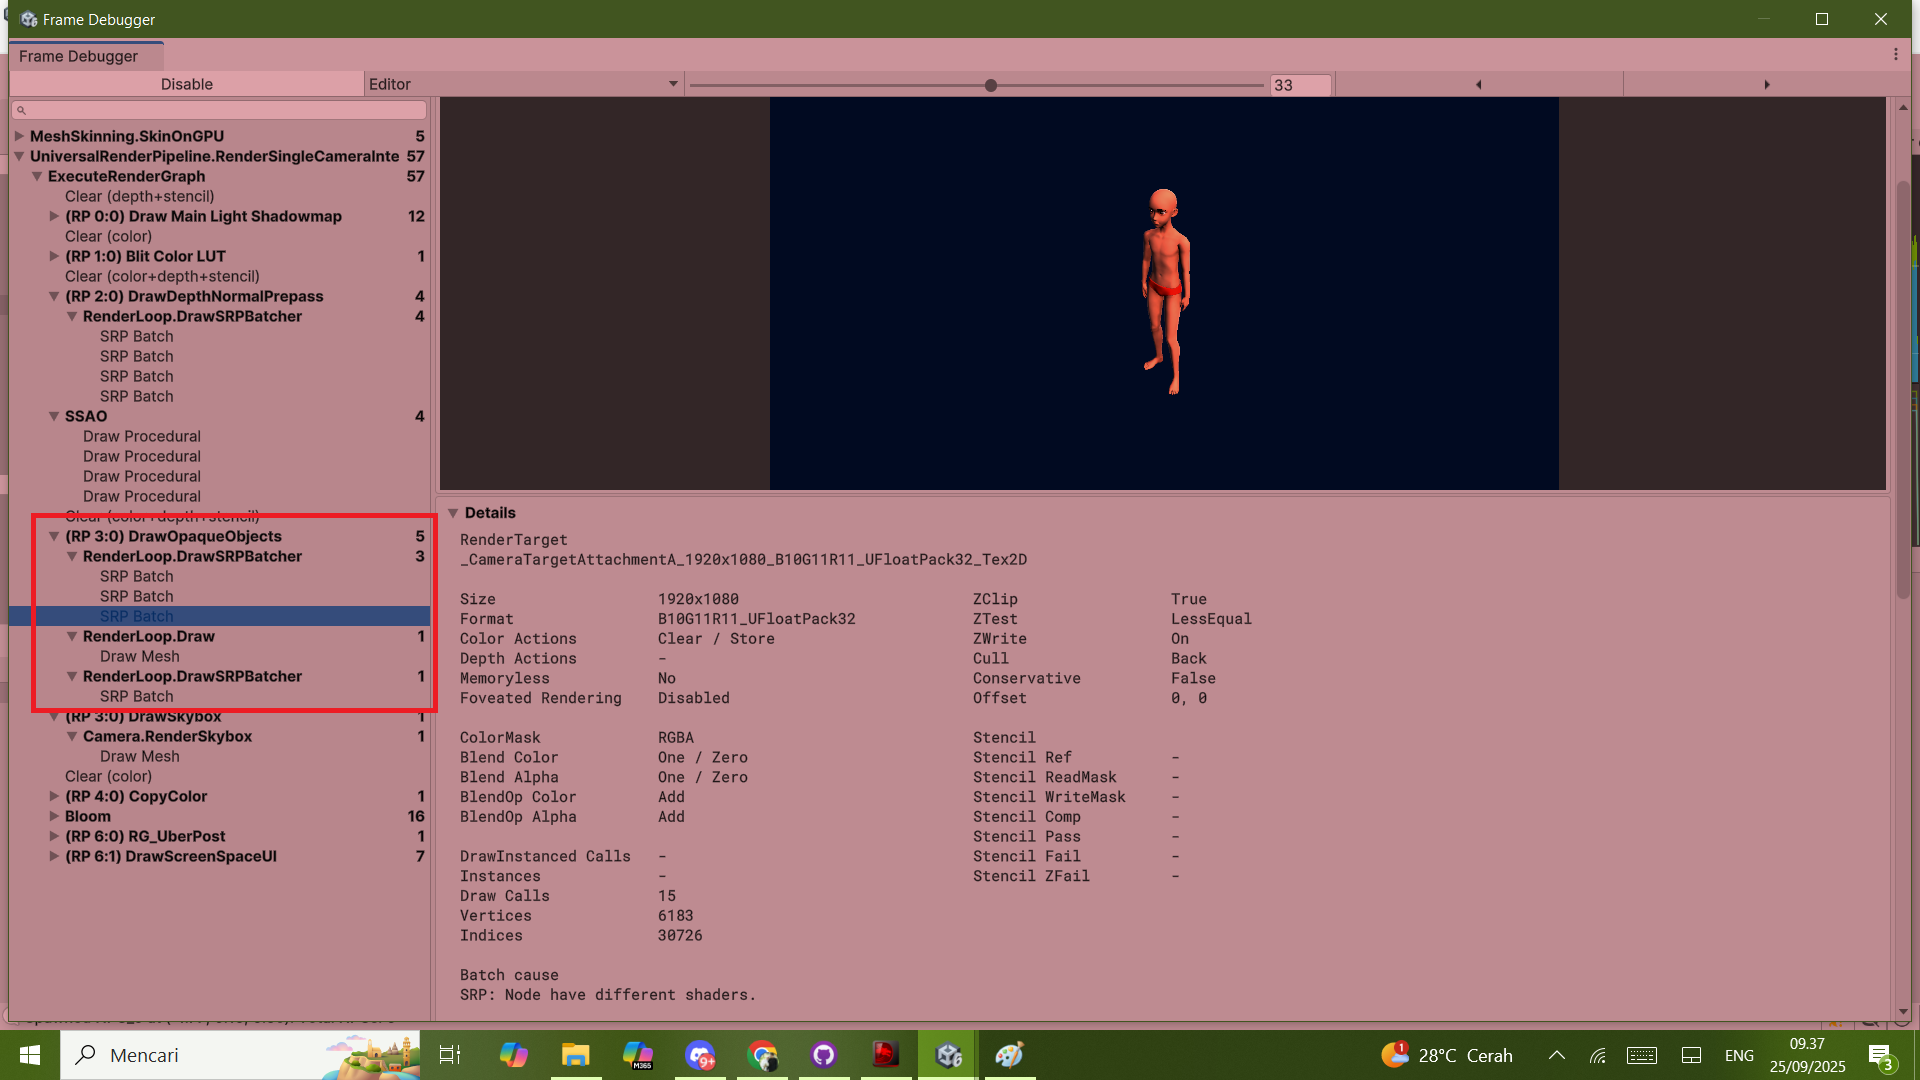 Frame Debugger
Frame Debugger
Disable
Editor
33
MeshSkinning.SkinOnGPU 5
UniversalRenderPipeline.RenderSingleCameraInte 57
ExecuteRenderGraph 57
Clear (depth+stencil)
(RP 0:0) Draw Main Light Shadowmap 12
Clear (color)
(RP 1:0) Blit Color LUT 1
Clear (color+depth+stencil)
(RP 2:0) DrawDepthNormalPrepass 4
RenderLoop.DrawSRPBatcher 4
SRP Batch
SRP Batch
SRP Batch
SRP Batch
SSAO 4
Draw Procedural
Draw Procedural
Draw Procedural
Draw Procedural
Clear (color+depth+stencil)
(RP 3:0) DrawOpaqueObjects 5
RenderLoop.DrawSRPBatcher 3
SRP Batch
SRP Batch
SRP Batch
RenderLoop.Draw 1
Draw Mesh
RenderLoop.DrawSRPBatcher 1
SRP Batch
(RP 3:0) DrawSkybox 1
Camera.RenderSkybox 1
Draw Mesh
Clear (color)
(RP 4:0) CopyColor 1
Bloom 16
(RP 6:0) RG_UberPost 1
(RP 6:1) DrawScreenSpaceUI 7
Details
RenderTarget
_CameraTargetAttachmentA_1920x1080_B10G11R11_UFloatPack32_Tex2D
Size 1920x1080 ZClip True
Format B10G11R11_UFloatPack32 ZTest LessEqual
Color Actions Clear / Store ZWrite On
Depth Actions - Cull Back
Memoryless No Conservative False
Foveated Rendering Disabled Offset 0, 0
ColorMask RGBA Stencil
Blend Color One / Zero Stencil Ref -
Blend Alpha One / Zero Stencil ReadMask -
BlendOp Color Add Stencil WriteMask -
BlendOp Alpha Add Stencil Comp -
Stencil Pass -
DrawInstanced Calls - Stencil Fail -
Instances - Stencil ZFail -
Draw Calls 15
Vertices 6183
Indices 30726
Batch cause
SRP: Node have different shaders.
Mencari
M365
9+
1
28°C Cerah
ENG
09.37
25/09/2025
3